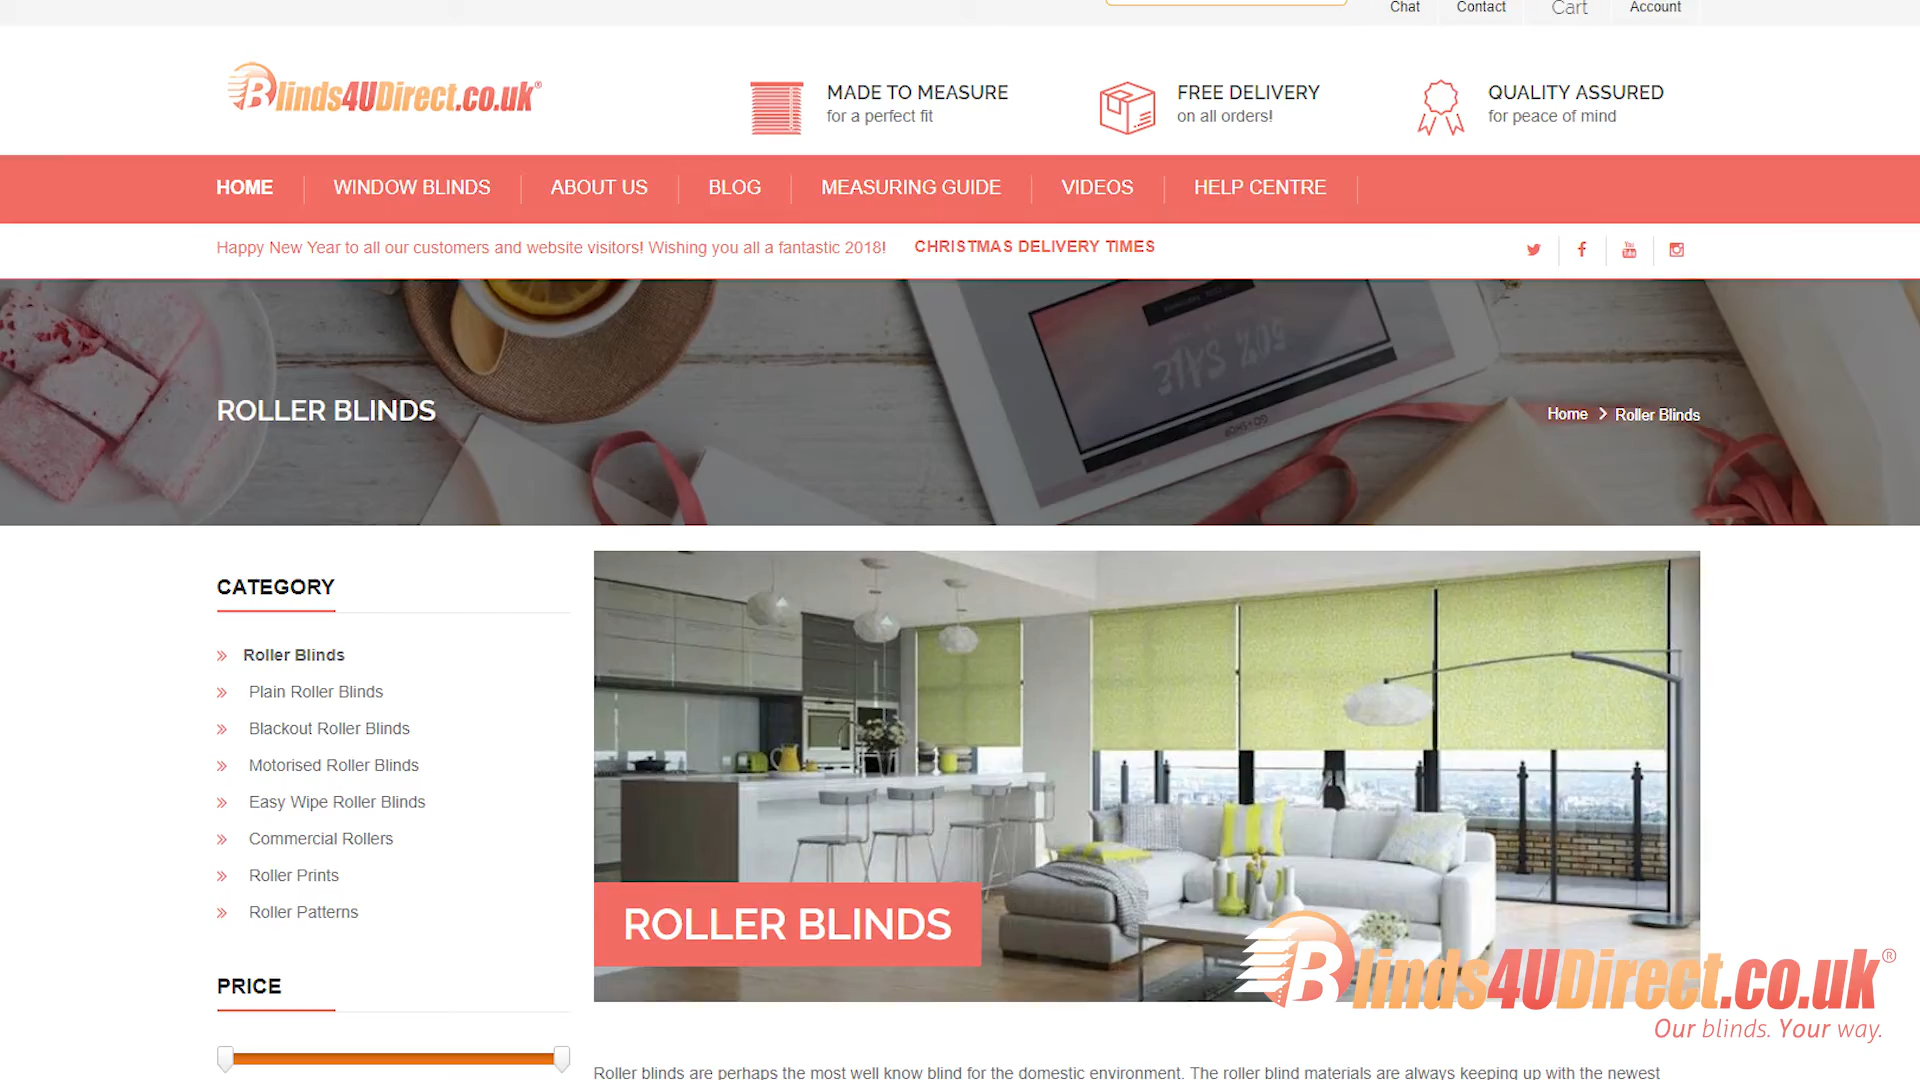 Chat Contact Cart Account
Blinds4UDirect.co.uk®
MADE TO MEASURE
for a perfect fit
FREE DELIVERY
on all orders!
QUALITY ASSURED
for peace of mind
HOME WINDOW BLINDS ABOUT US BLOG MEASURING GUIDE VIDEOS HELP CENTRE
Happy New Year to all our customers and website visitors! Wishing you all a fantastic 2018! CHRISTMAS DELIVERY TIMES
You Tube
50% SALE
ROLLER BLINDS
Home Roller Blinds
CATEGORY
Roller Blinds
Plain Roller Blinds
Blackout Roller Blinds
Motorised Roller Blinds
Easy Wipe Roller Blinds
Commercial Rollers
Roller Prints
Roller Patterns
PRICE
ROLLER BLINDS
Blinds4UDirect.co.uk®
Our blinds. Your way.
Roller blinds are perhaps the most well know blind for the domestic environment. The roller blind materials are always keeping up with the newest